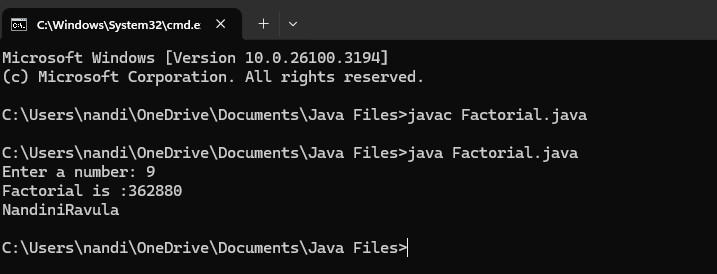 C:\Windows\System32\cmd.e:
Microsoft Windows [Version 10.0.26100.3194]
(c) Microsoft Corporation. All rights reserved.
C:\Users\nandi\OneDrive\Documents\Java Files>javac Factorial.java
C:\Users\nandi\OneDrive\Documents\Java Files>java Factorial.java
Enter a number: 9
Factorial is :362880
NandiniRavula
C:\Users\nandi\OneDrive\Documents\Java Files>